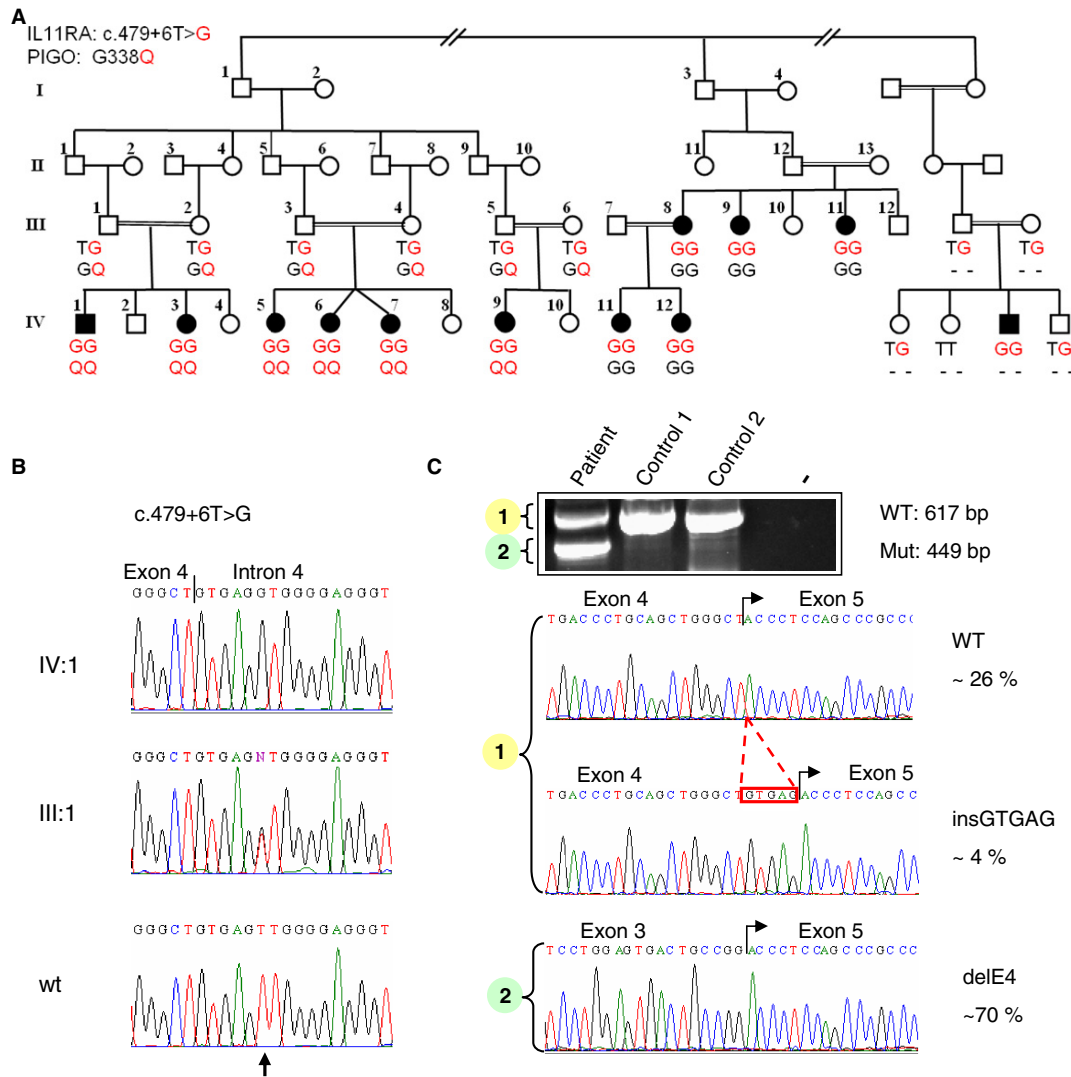 A
IL11RA: c.479+6T>G
PIGO: G338Q
I
1
2
3
4
II
1
2
3
4
5
6
7
8
9
10
11
12
13
III
1
2
3
4
5
6
7
8
9
10
11
12
TG TG TG TG TG TG GG GG GG TG TG
GQ GQ GQ GQ GQ GQ GG GG GG - - - -
IV
1
2
3
4
5
6
7
8
9
10
11
12
GG GG GG GG GG GG GG GG TG TT GG TG
QQ QQ QQ QQ QQ QQ GG GG - - - - - - - -
B
c.479+6T>G
Exon 4 Intron 4
GGGCTGTGAGGTGGGGAGGGT
IV:1
GGGCTGTGAGNTGGGGAGGGT
III:1
GGGCTGTGAGTTGGGGAGGGT
wt
C
Patient
Control 1
Control 2
-
1
2
WT: 617 bp
Mut: 449 bp
Exon 4 Exon 5
TGACCCTGCAGCTGGGCTACCCTCCAGCCCGCCC
WT
~ 26 %
1
Exon 4 Exon 5
TGACCCTGCAGCTGGGCTGTGAGACCCTCCAGCC
insGTGAG
~ 4 %
Exon 3 Exon 5
TCCTGGAGTGACTGCCGGACCCTCCAGCCCGCCC
2
delE4
~70 %